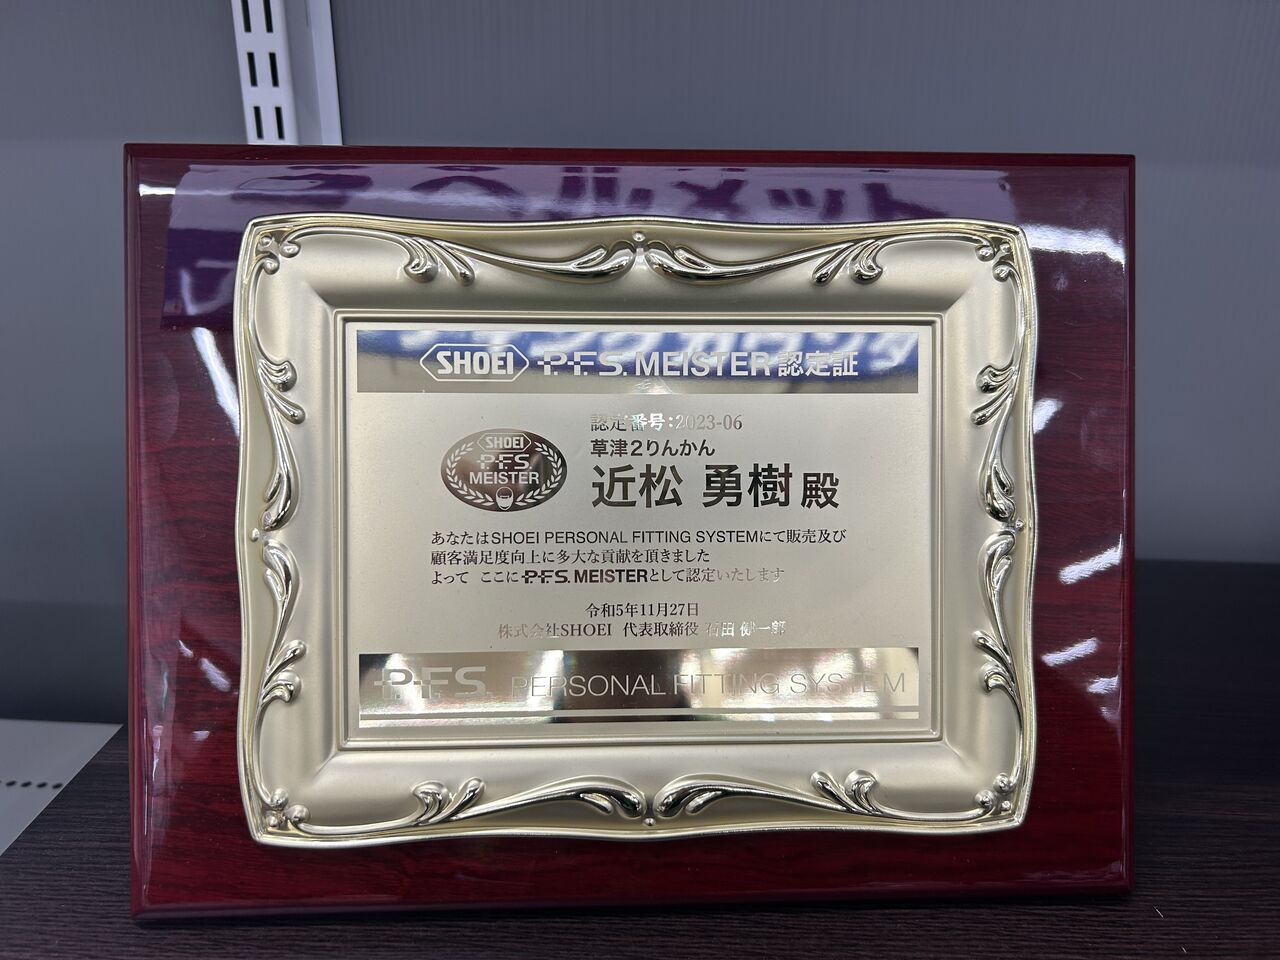 SHOEI P.F.S. MEISTER 認定証
認定番号:2023-06
草津2りんかん
近松 勇樹 殿
SHOEI
P.F.S.
MEISTER
あなたはSHOEI PERSONAL FITTING SYSTEMにて販売及び
顧客満足度向上に多大な貢献を頂きました
よって ここに P.F.S. MEISTERとして認定いたします
令和5年11月27日
株式会社SHOEI 代表取締役 石田 健一郎
P.F.S. PERSONAL FITTING SYSTEM